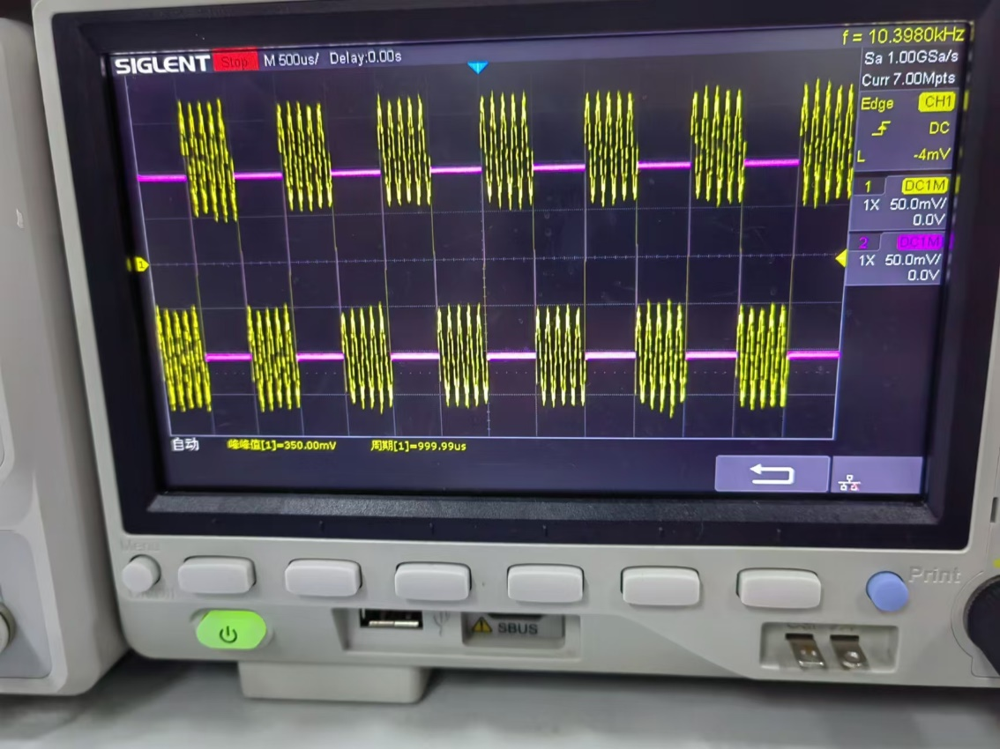 f = 10.3980kHz
SIGLENT Stop M 500us/ Delay:0.00s
Sa 1.00GSa/s
Curr 7.00Mpts
Edge CH1
DC
L -4mV
1 DC1M
1X 50.0mV/
0.0V
2 DC1M
1X 50.0mV/
0.0V
1
自动 峰峰值[1]=350.00mV 周期[1]=999.99us
Menu
Print
SBUS